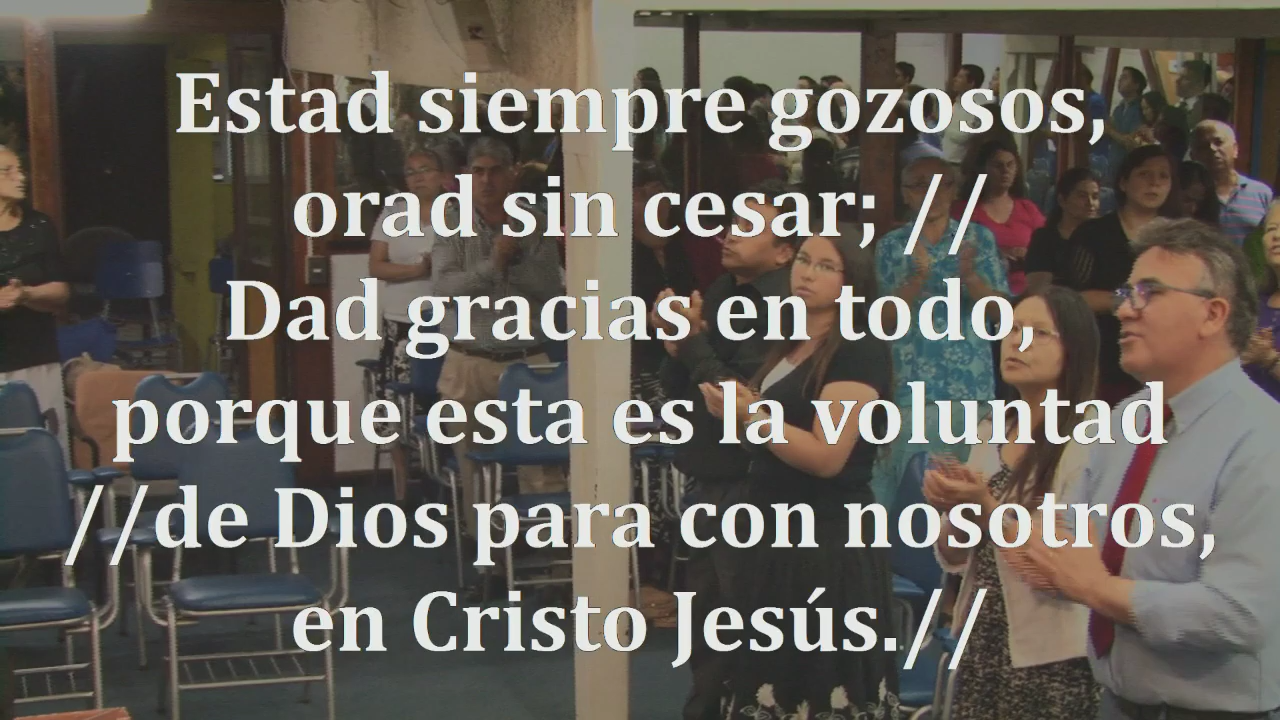 Estad siempre gozosos,
orad sin cesar; //
Dad gracias en todo,
porque esta es la voluntad
//de Dios para con nosotros,
en Cristo Jesús.//